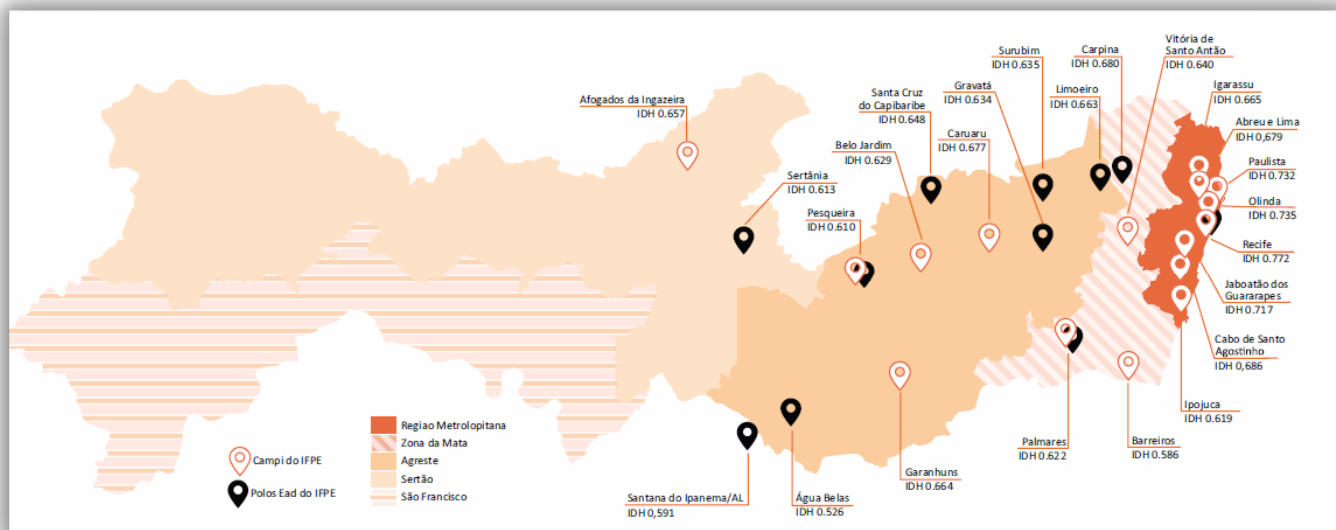 Afogados da Ingazeira
IDH 0.657
Sertânia
IDH 0.613
Pesqueira
IDH 0.610
Belo Jardim
IDH 0.629
Santa Cruz
do Capibaribe
IDH 0.648
Caruaru
IDH 0.677
Gravatá
IDH 0.634
Surubim
IDH 0.635
Limoeiro
IDH 0.663
Carpina
IDH 0.680
Vitória de
Santo Antão
IDH 0.640
Igarassu
IDH 0.665
Abreu e Lima
IDH 0,679
Paulista
IDH 0.732
Olinda
IDH 0.735
Recife
IDH 0.772
Jaboatão dos
Guararapes
IDH 0.717
Cabo de Santo
Agostinho
IDH 0,686
Ipojuca
IDH 0.619
Barreiros
IDH 0.586
Palmares
IDH 0.622
Garanhuns
IDH 0.664
Água Belas
IDH 0.526
Santana do Ipanema/AL
IDH 0,591
Campi do IFPE
Polos Ead do IFPE
Regiao Metrolopitana
Zona da Mata
Agreste
Sertão
São Francisco